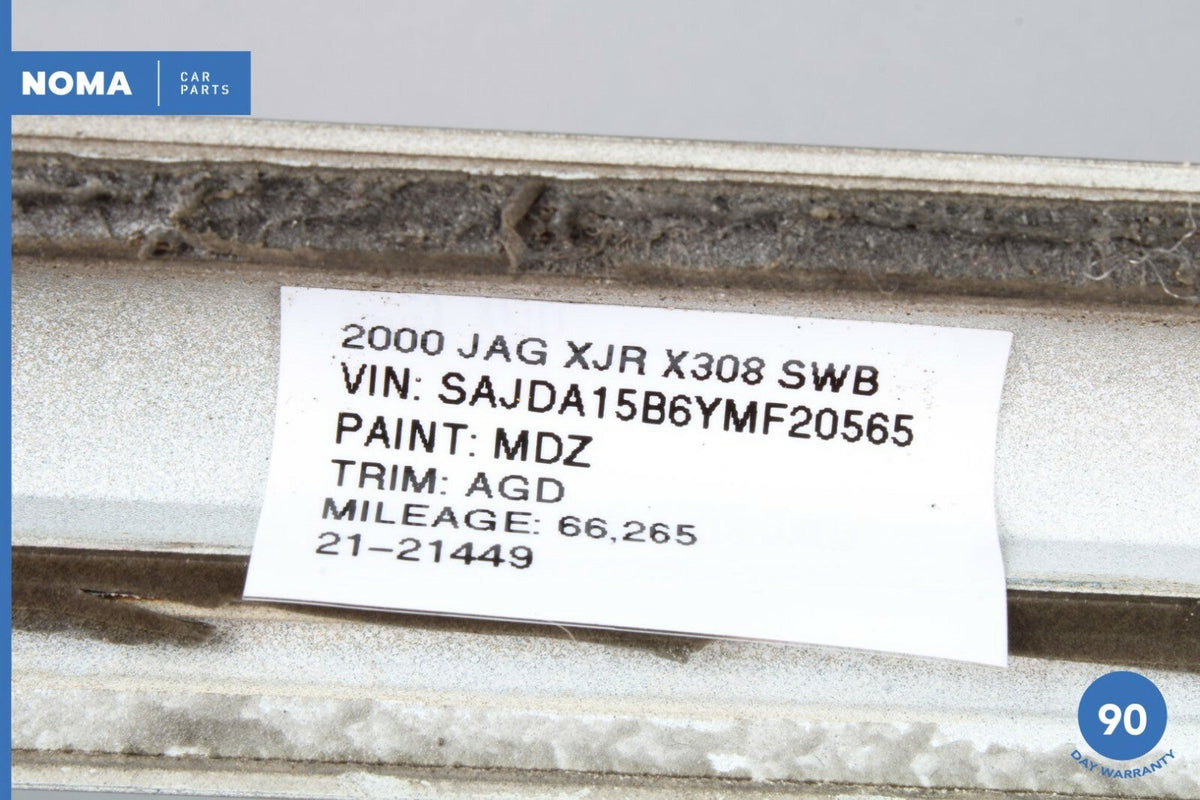 NOMA
CAR
PARTS
2000 JAG XJR X308 SWB
VIN: SAJDA15B6YMF20565
PAINT: MDZ
TRIM: AGD
MILEAGE: 66,265
21-21449
90
DAY WARRANTY